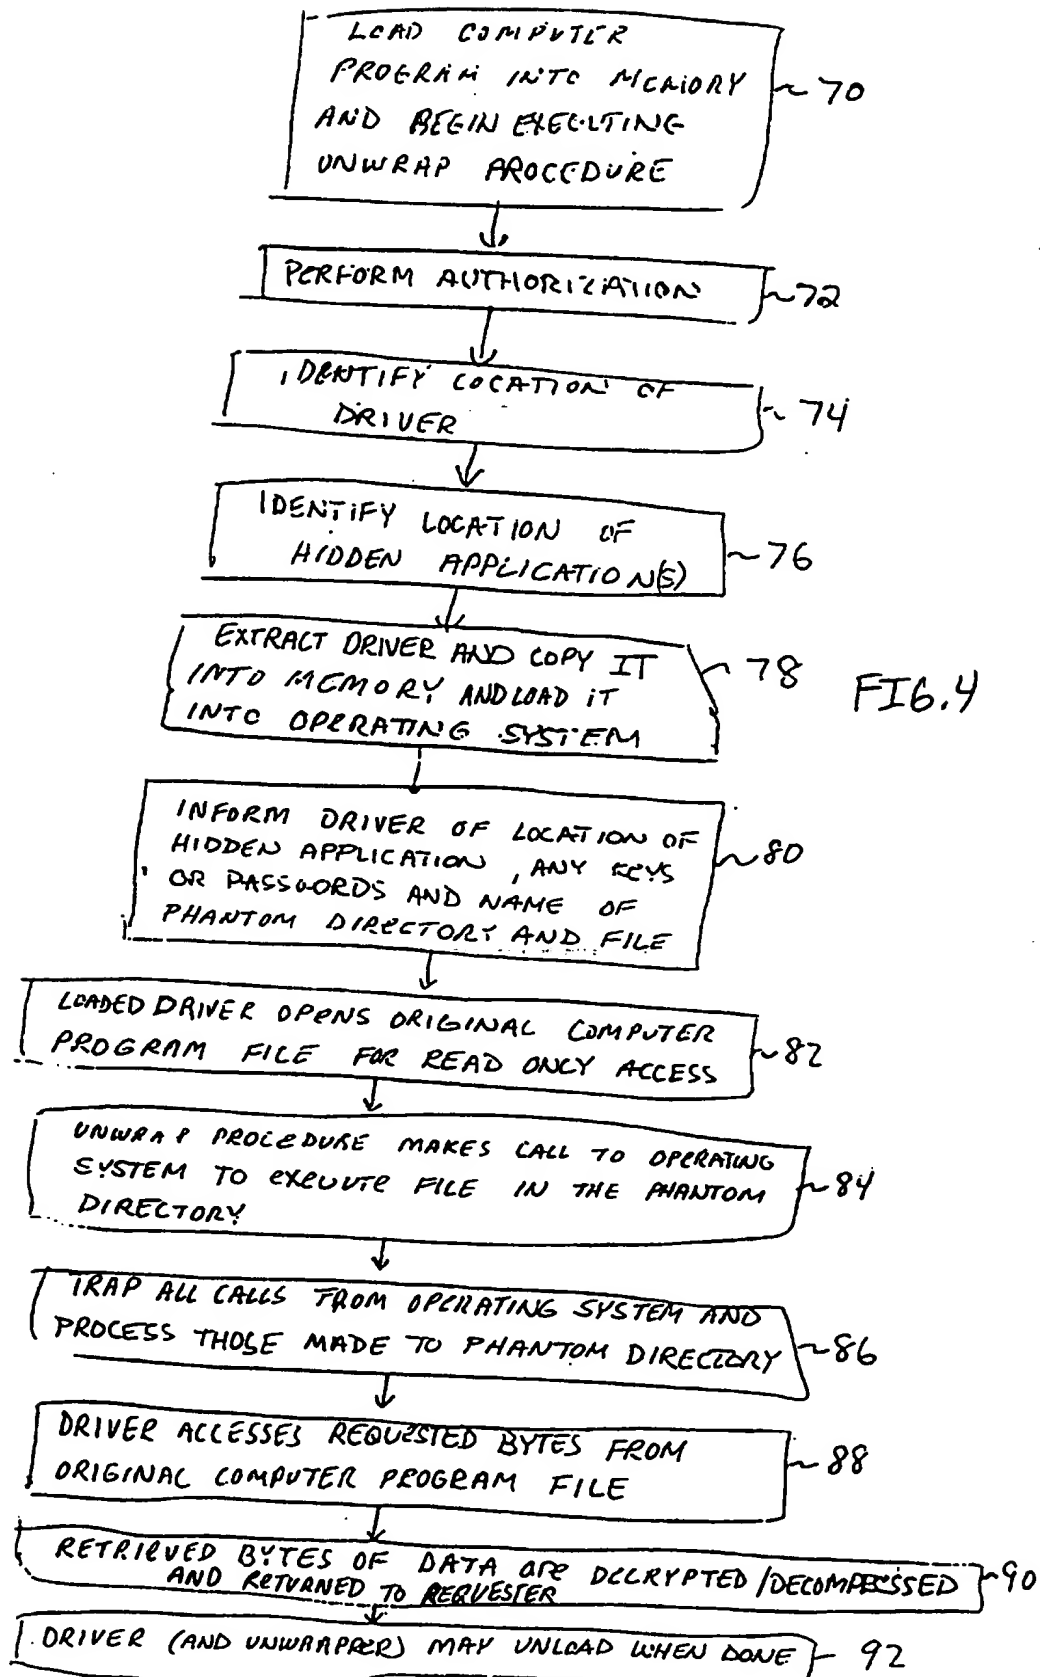 LOAD COMPUTER
PROGRAM INTO MEMORY
AND BEGIN EXECUTING
UNWRAP PROCEDURE
70
PERFORM AUTHORIZATION
72
IDENTIFY LOCATION OF
DRIVER
74
IDENTIFY LOCATION OF
HIDDEN APPLICATION(S)
76
EXTRACT DRIVER AND COPY IT
INTO MEMORY AND LOAD IT
INTO OPERATING SYSTEM
78
FIG. 4
INFORM DRIVER OF LOCATION OF
HIDDEN APPLICATION, ANY KEYS
OR PASSWORDS AND NAME OF
PHANTOM DIRECTORY AND FILE
80
LOADED DRIVER OPENS ORIGINAL COMPUTER
PROGRAM FILE FOR READ ONLY ACCESS
82
UNWRAP PROCEDURE MAKES CALL TO OPERATING
SYSTEM TO EXECUTE FILE IN THE PHANTOM
DIRECTORY
84
TRAP ALL CALLS FROM OPERATING SYSTEM AND
PROCESS THOSE MADE TO PHANTOM DIRECTORY
86
DRIVER ACCESSES REQUESTED BYTES FROM
ORIGINAL COMPUTER PROGRAM FILE
88
RETRIEVED BYTES OF DATA ARE DECRYPTED/DECOMPRESSED
AND RETURNED TO REQUESTER
90
DRIVER (AND UNWRAPPER) MAY UNLOAD WHEN DONE
92